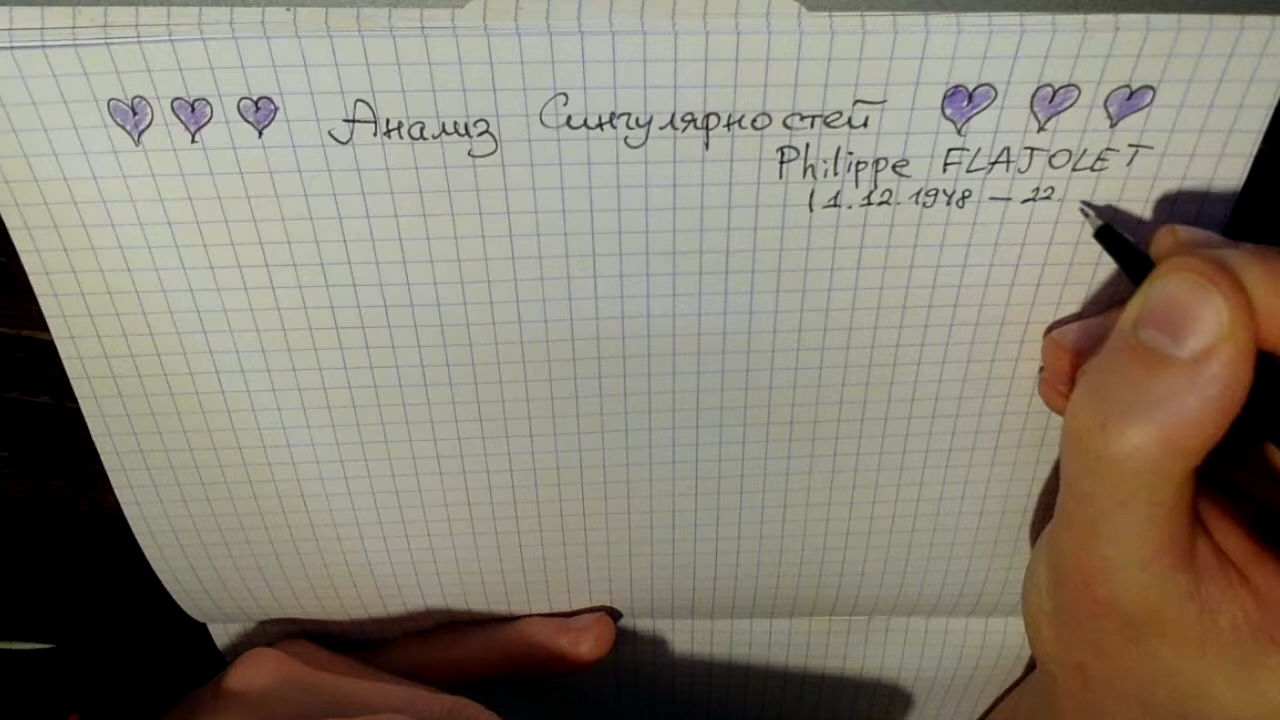 Анализ Сингулярностей
Philippe FLAJOLET
(1.12.1948 – 22.